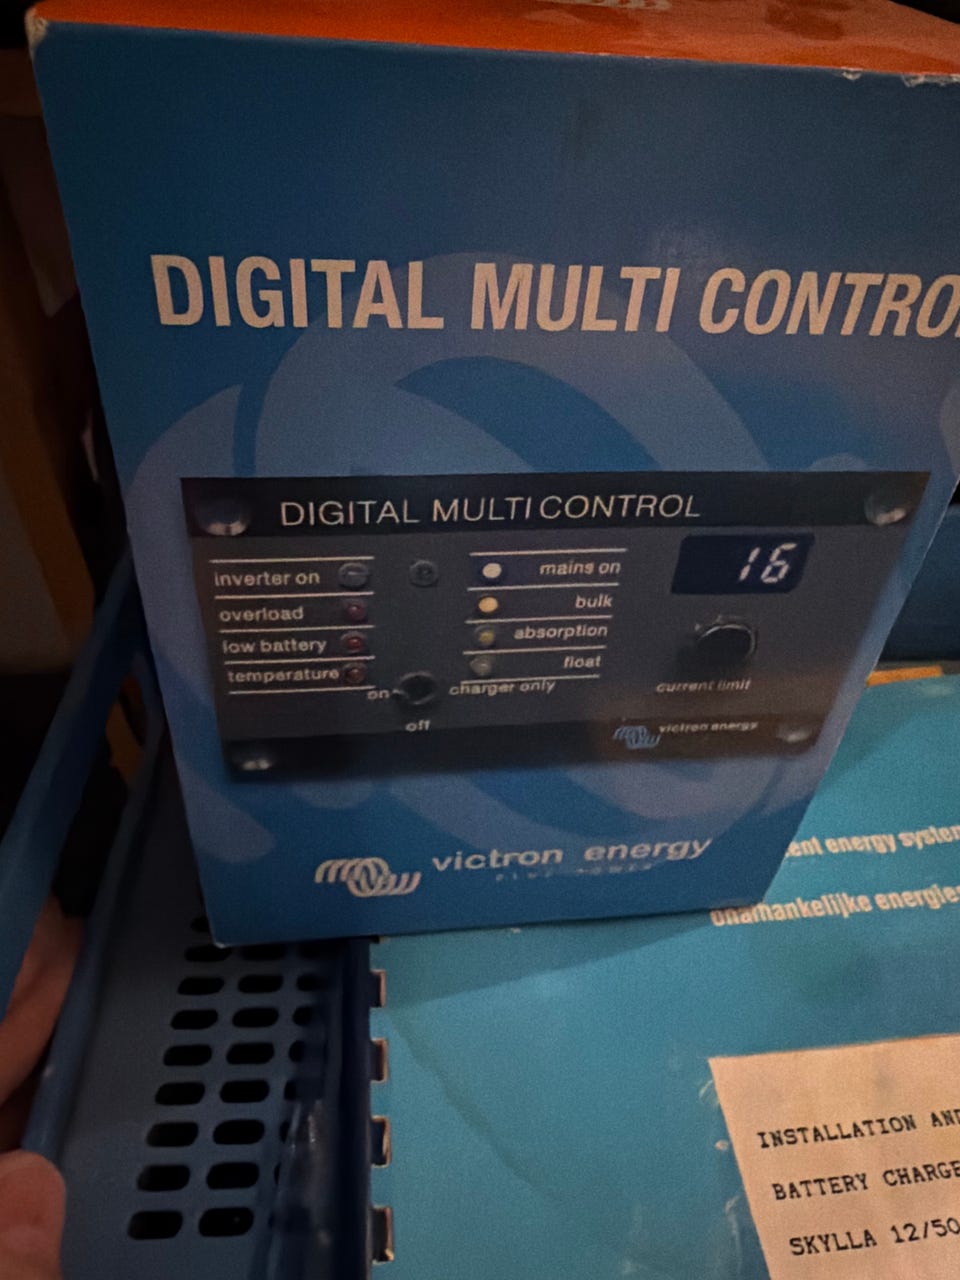 DIGITAL MULTI CONTRO
DIGITAL MULTI CONTROL
16
inverter on
overload
low battery
temperature
mains on
bulk
absorption
float
on
charger only
off
current limit
victron energy
victron energy
BLUE POWER
ent energy system
onafhankelijke energies
INSTALLATION AND
BATTERY CHARGE
SKYLLA 12/50